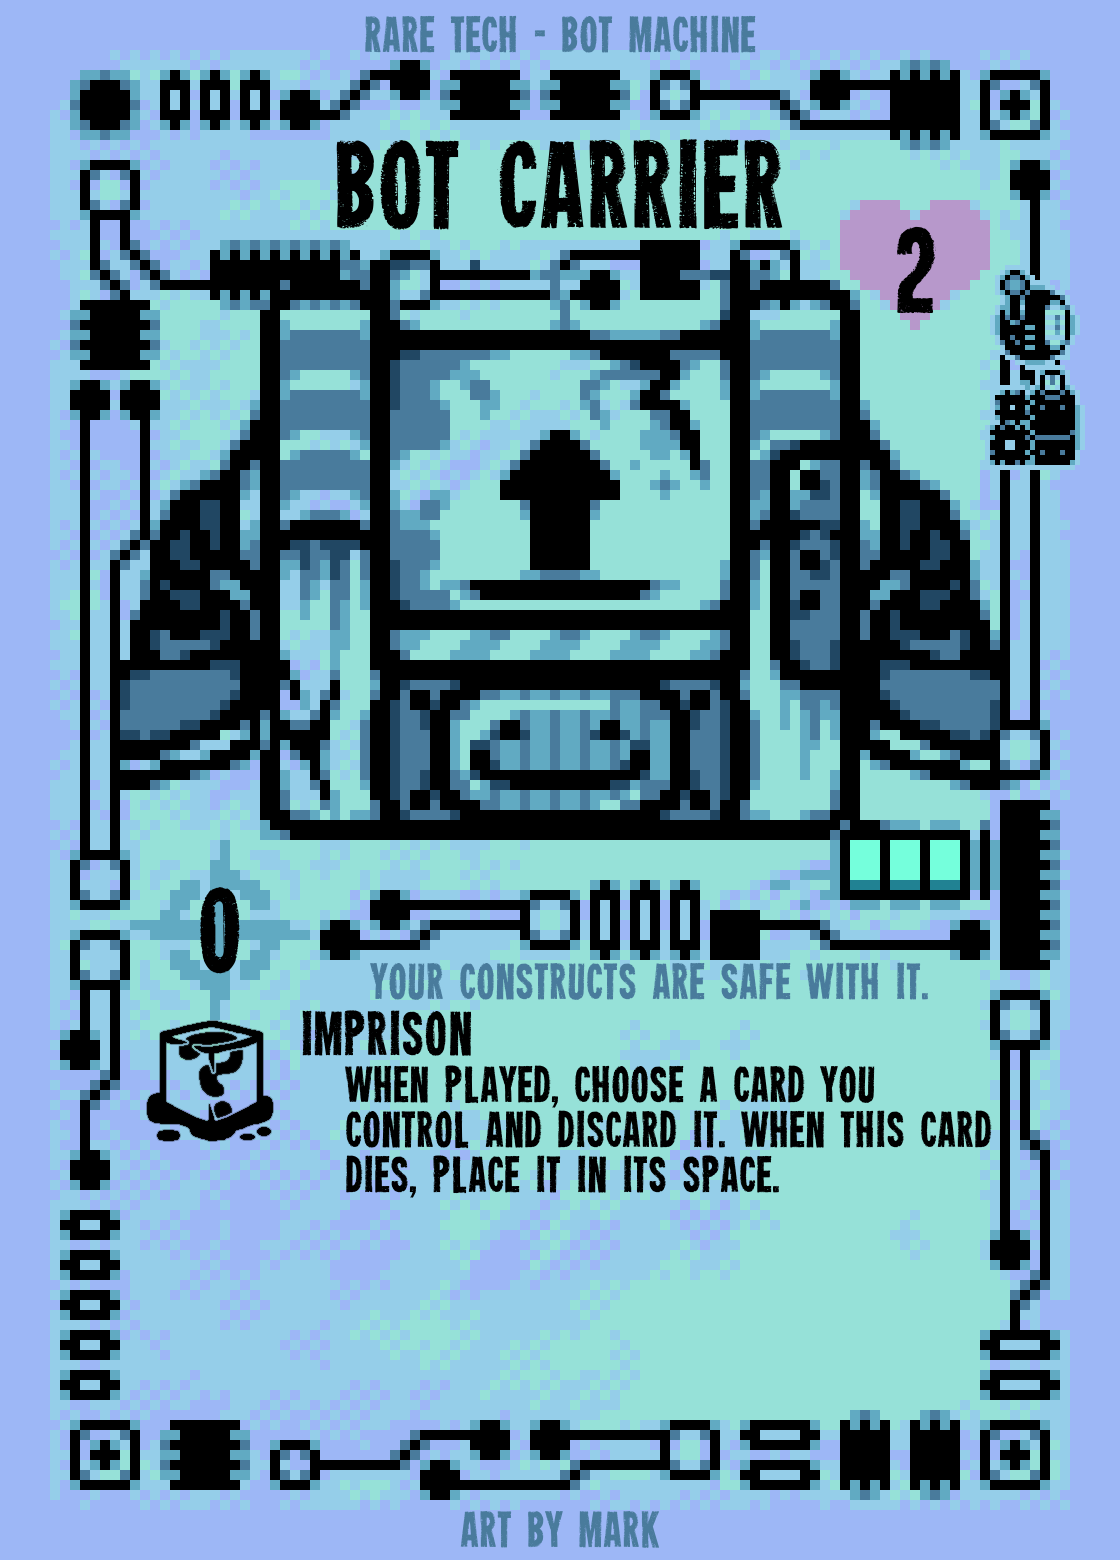 RARE TECH - BOT MACHINE
BOT CARRIER
2
0
YOUR CONSTRUCTS ARE SAFE WITH IT.
IMPRISON
WHEN PLAYED, CHOOSE A CARD YOU
CONTROL AND DISCARD IT. WHEN THIS CARD
DIES, PLACE IT IN ITS SPACE.
ART BY MARK